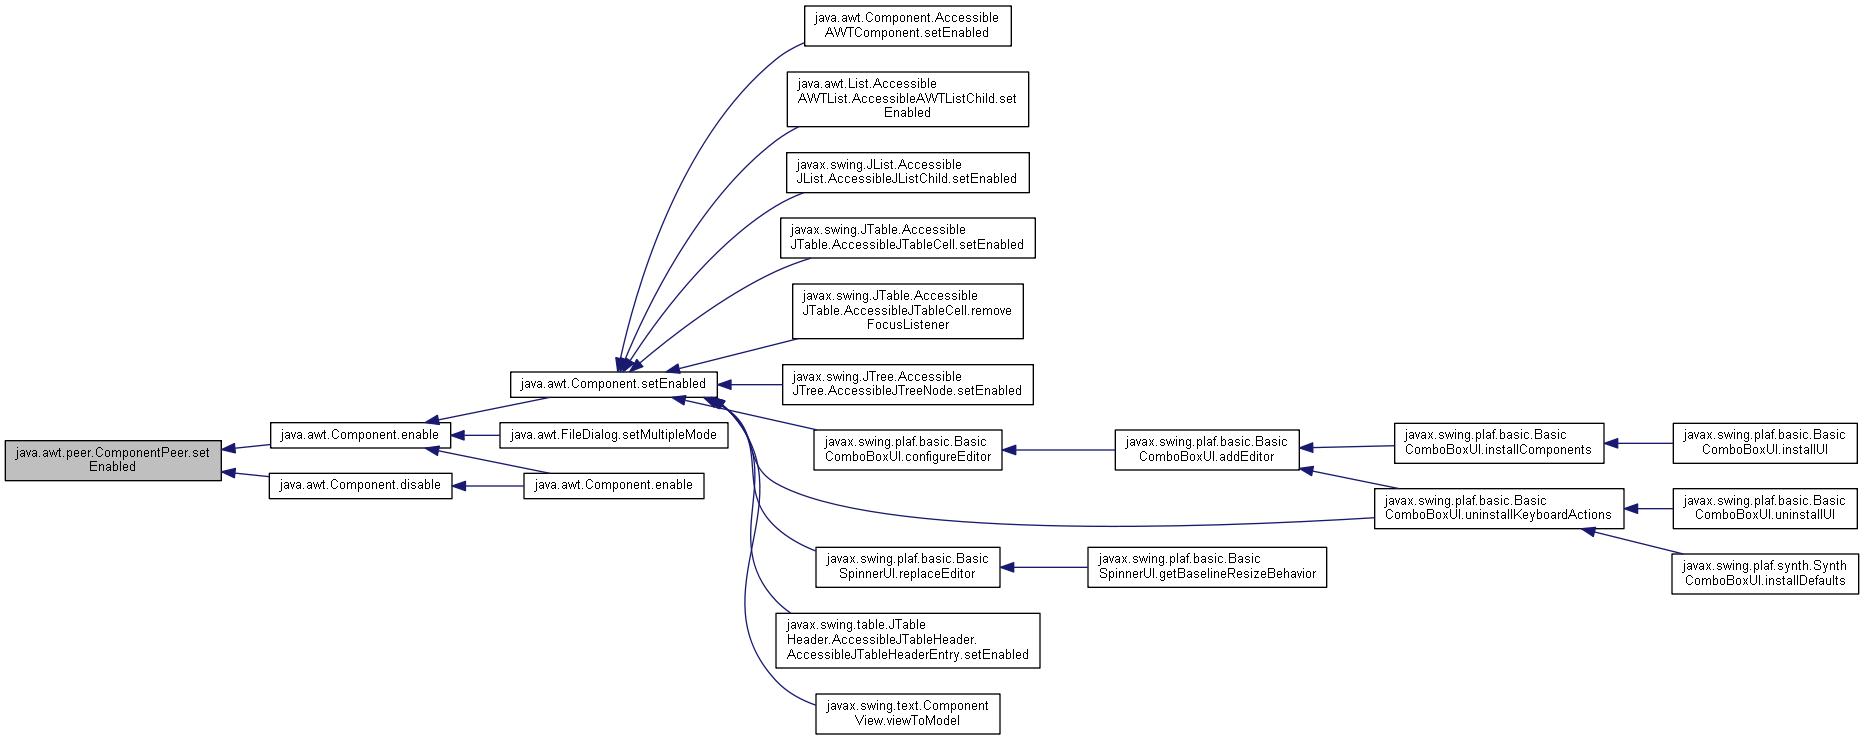 java.awt.Component.Accessible
AWTComponent.setEnabled
java.awt.List.Accessible
AWTList.AccessibleAWTListChild.set
Enabled
javax.swing.JList.Accessible
JList.AccessibleJListChild.setEnabled
javax.swing.JTable.Accessible
JTable.AccessibleJTableCell.setEnabled
javax.swing.JTable.Accessible
JTable.AccessibleJTableCell.remove
FocusListener
java.awt.Component.setEnabled
javax.swing.JTree.Accessible
JTree.AccessibleJTreeNode.setEnabled
java.awt.Component.enable
java.awt.FileDialog.setMultipleMode
java.awt.peer.ComponentPeer.set
Enabled
java.awt.Component.disable
java.awt.Component.enable
javax.swing.plaf.basic.Basic
ComboBoxUI.configureEditor
javax.swing.plaf.basic.Basic
ComboBoxUI.addEditor
javax.swing.plaf.basic.Basic
ComboBoxUI.installComponents
javax.swing.plaf.basic.Basic
ComboBoxUI.installUI
javax.swing.plaf.basic.Basic
ComboBoxUI.uninstallKeyboardActions
javax.swing.plaf.basic.Basic
ComboBoxUI.uninstallUI
javax.swing.plaf.synth.Synth
ComboBoxUI.installDefaults
javax.swing.plaf.basic.Basic
SpinnerUI.replaceEditor
javax.swing.plaf.basic.Basic
SpinnerUI.getBaselineResizeBehavior
javax.swing.table.JTable
Header.AccessibleJTableHeader.
AccessibleJTableHeaderEntry.setEnabled
javax.swing.text.Component
View.viewToModel